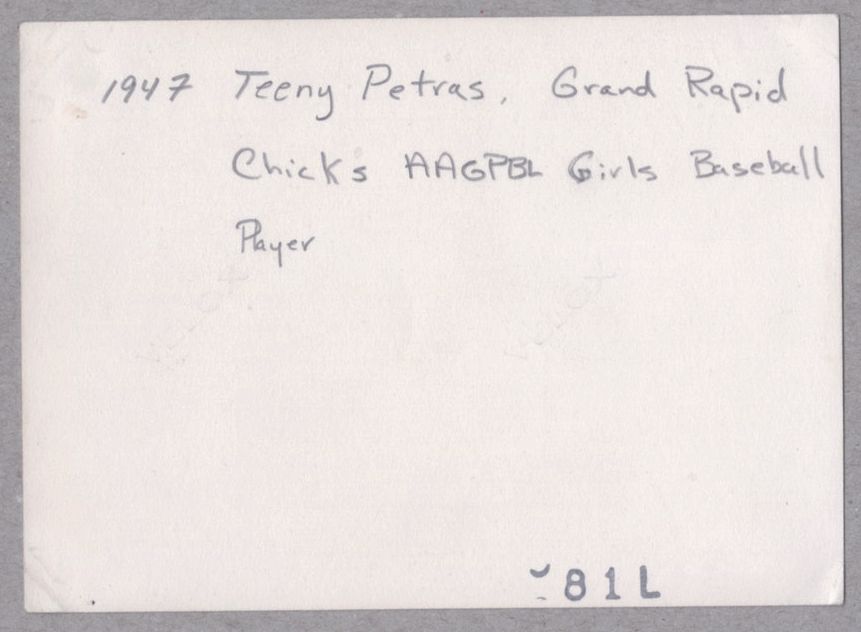 1947 Teeny Petras, Grand Rapid
Chicks AAGPBL Girls Baseball
Player
81L